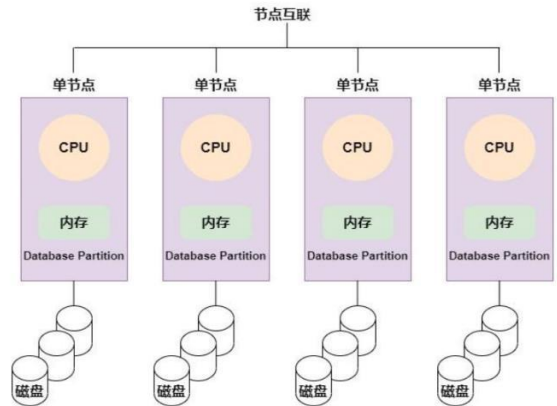 节点互联
单节点 单节点 单节点 单节点
CPU CPU CPU CPU
内存 内存 内存 内存
Database Partition Database Partition Database Partition Database Partition
磁盘 磁盘 磁盘 磁盘